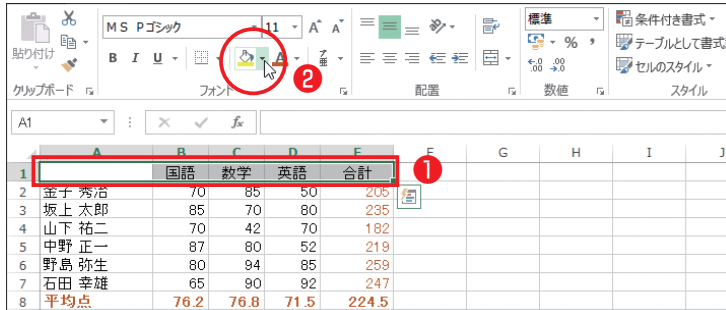 MS Pゴシック 11 A A 標準 条件付き書式
貼り付け B I U A % , テーブルとして書式
.00 .00 セルのスタイル
クリップボード フォント 配置 数値 スタイル
2
A1 fx
1
A B C D E F G H I J
1 国語 数学 英語 合計
2 金子 秀治 70 85 50 205
3 坂上 太郎 85 70 80 235
4 山下 祐二 70 42 70 182
5 中野 正一 87 80 52 219
6 野島 弥生 80 94 85 259
7 石田 幸雄 65 90 92 247
8 平均点 76.2 76.8 71.5 224.5